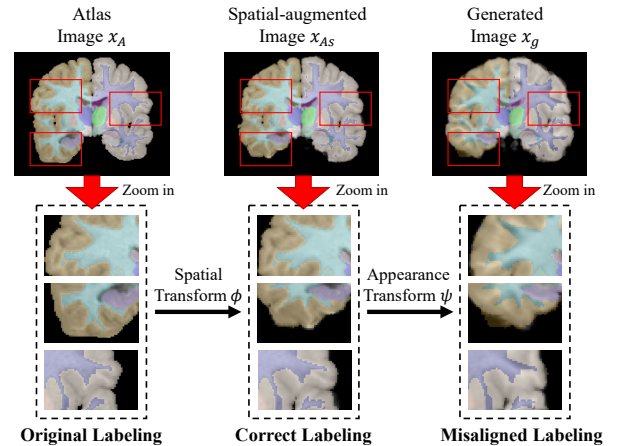 Atlas
Image x_A
Spatial-augmented
Image x_As
Generated
Image x_g
Zoom in
Zoom in
Zoom in
Spatial
Transform ϕ
Appearance
Transform ψ
Original Labeling
Correct Labeling
Misaligned Labeling